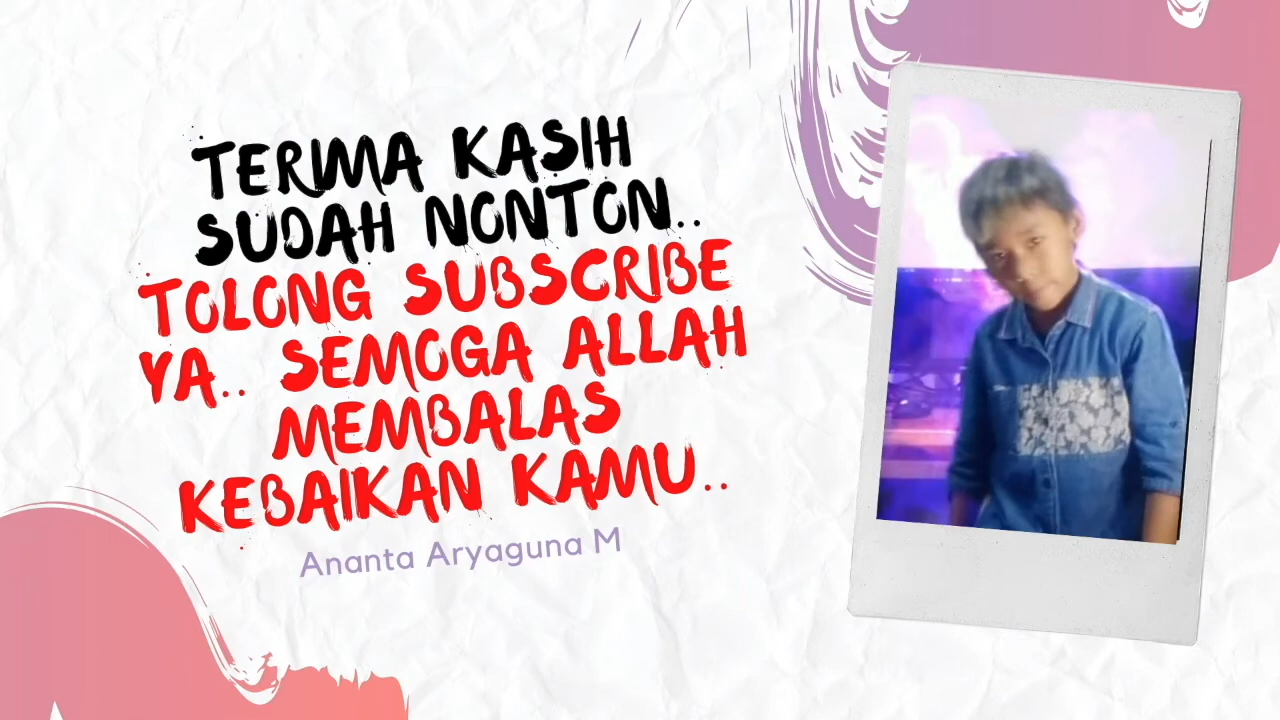 TERIMA KASIH
SUDAH NONTON..
TOLONG SUBSCRIBE
YA.. SEMOGA ALLAH
MEMBALAS
KEBAIKAN KAMU..
Ananta Aryaguna M